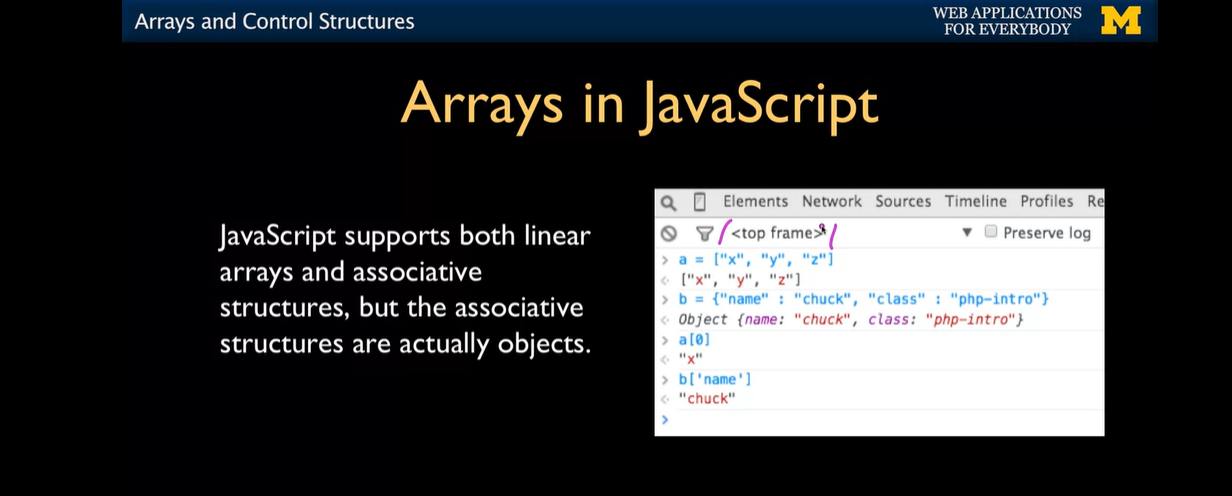 Arrays and Control Structures
WEB APPLICATIONS
FOR EVERYBODY
M
Arrays in JavaScript
JavaScript supports both linear
arrays and associative
structures, but the associative
structures are actually objects.
Elements Network Sources Timeline Profiles Re
<top frame> ▼ Preserve log
> a = ["x", "y", "z"]
< ["x", "y", "z"]
> b = {"name" : "chuck", "class" : "php-intro"}
< Object {name: "chuck", class: "php-intro"}
> a[0]
< "x"
> b['name']
< "chuck"
>